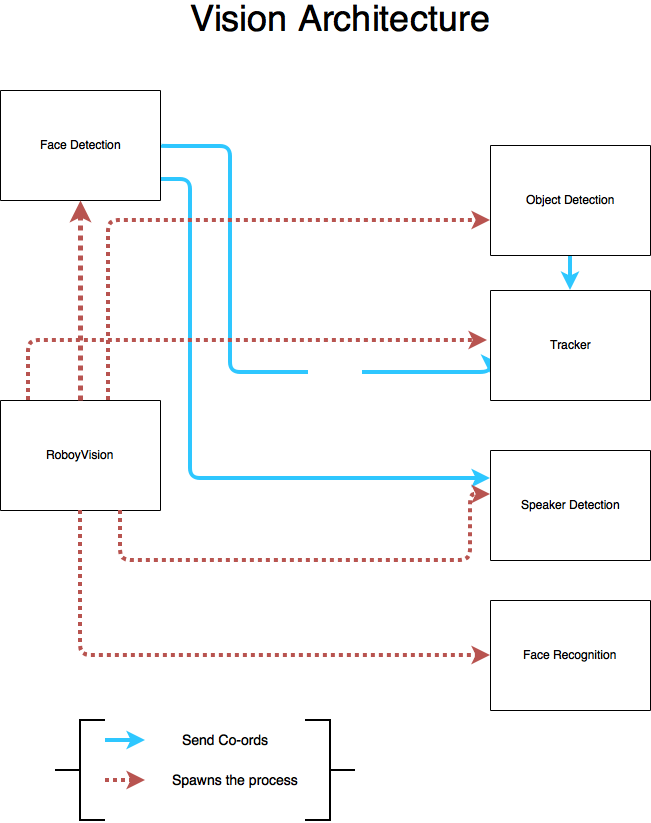 Vision Architecture
Face Detection
Object Detection
Tracker
RoboyVision
Speaker Detection
Face Recognition
Send Co-ords
Spawns the process